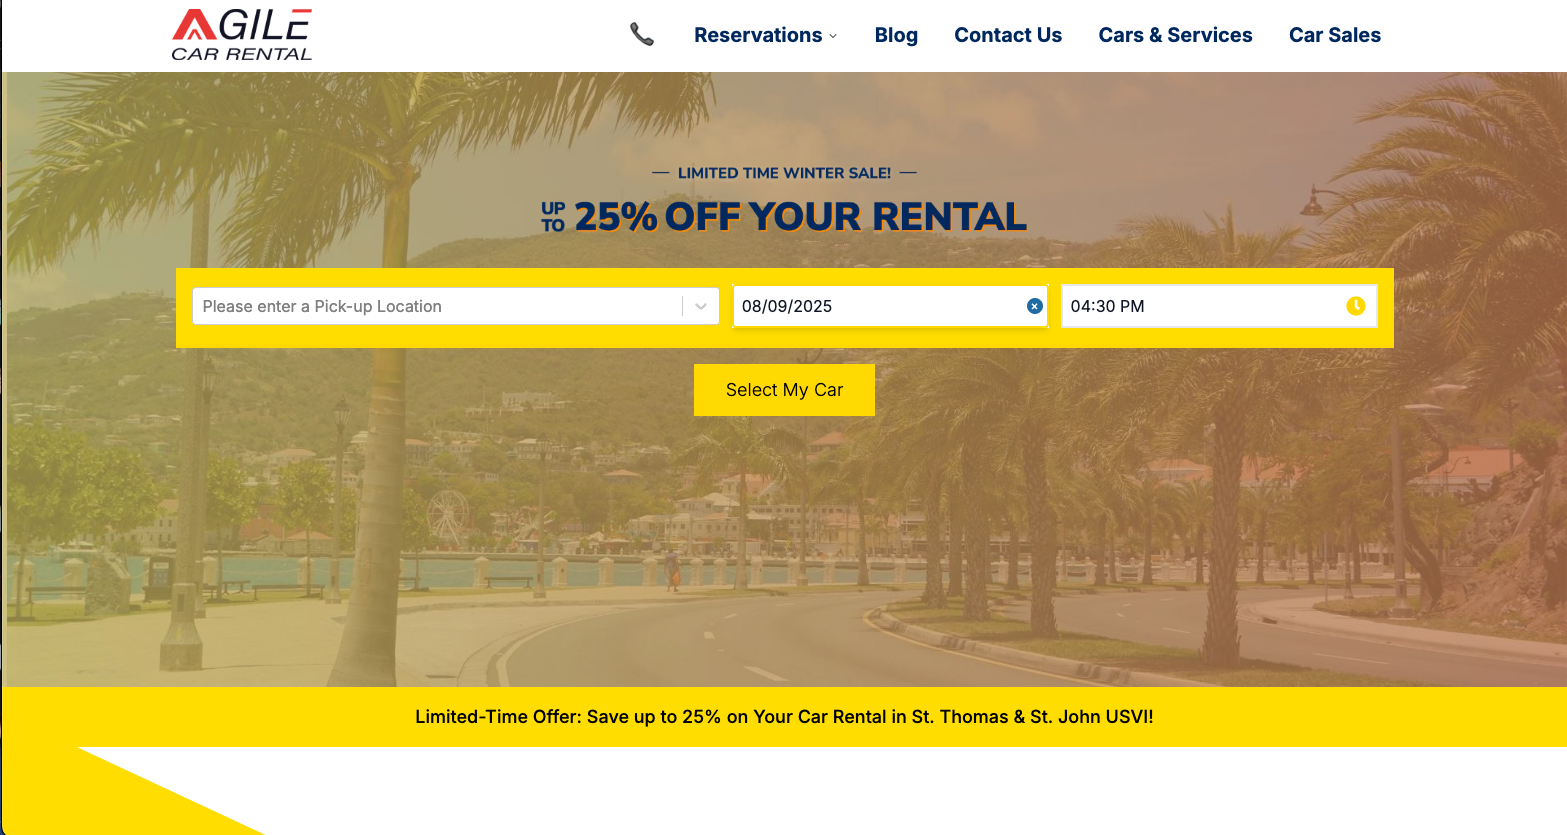 AGILE
CAR RENTAL
Reservations
Blog
Contact Us
Cars & Services
Car Sales
LIMITED TIME WINTER SALE!
UP TO 25% OFF YOUR RENTAL
Please enter a Pick-up Location
08/09/2025
04:30 PM
Select My Car
Limited-Time Offer: Save up to 25% on Your Car Rental in St. Thomas & St. John USVI!